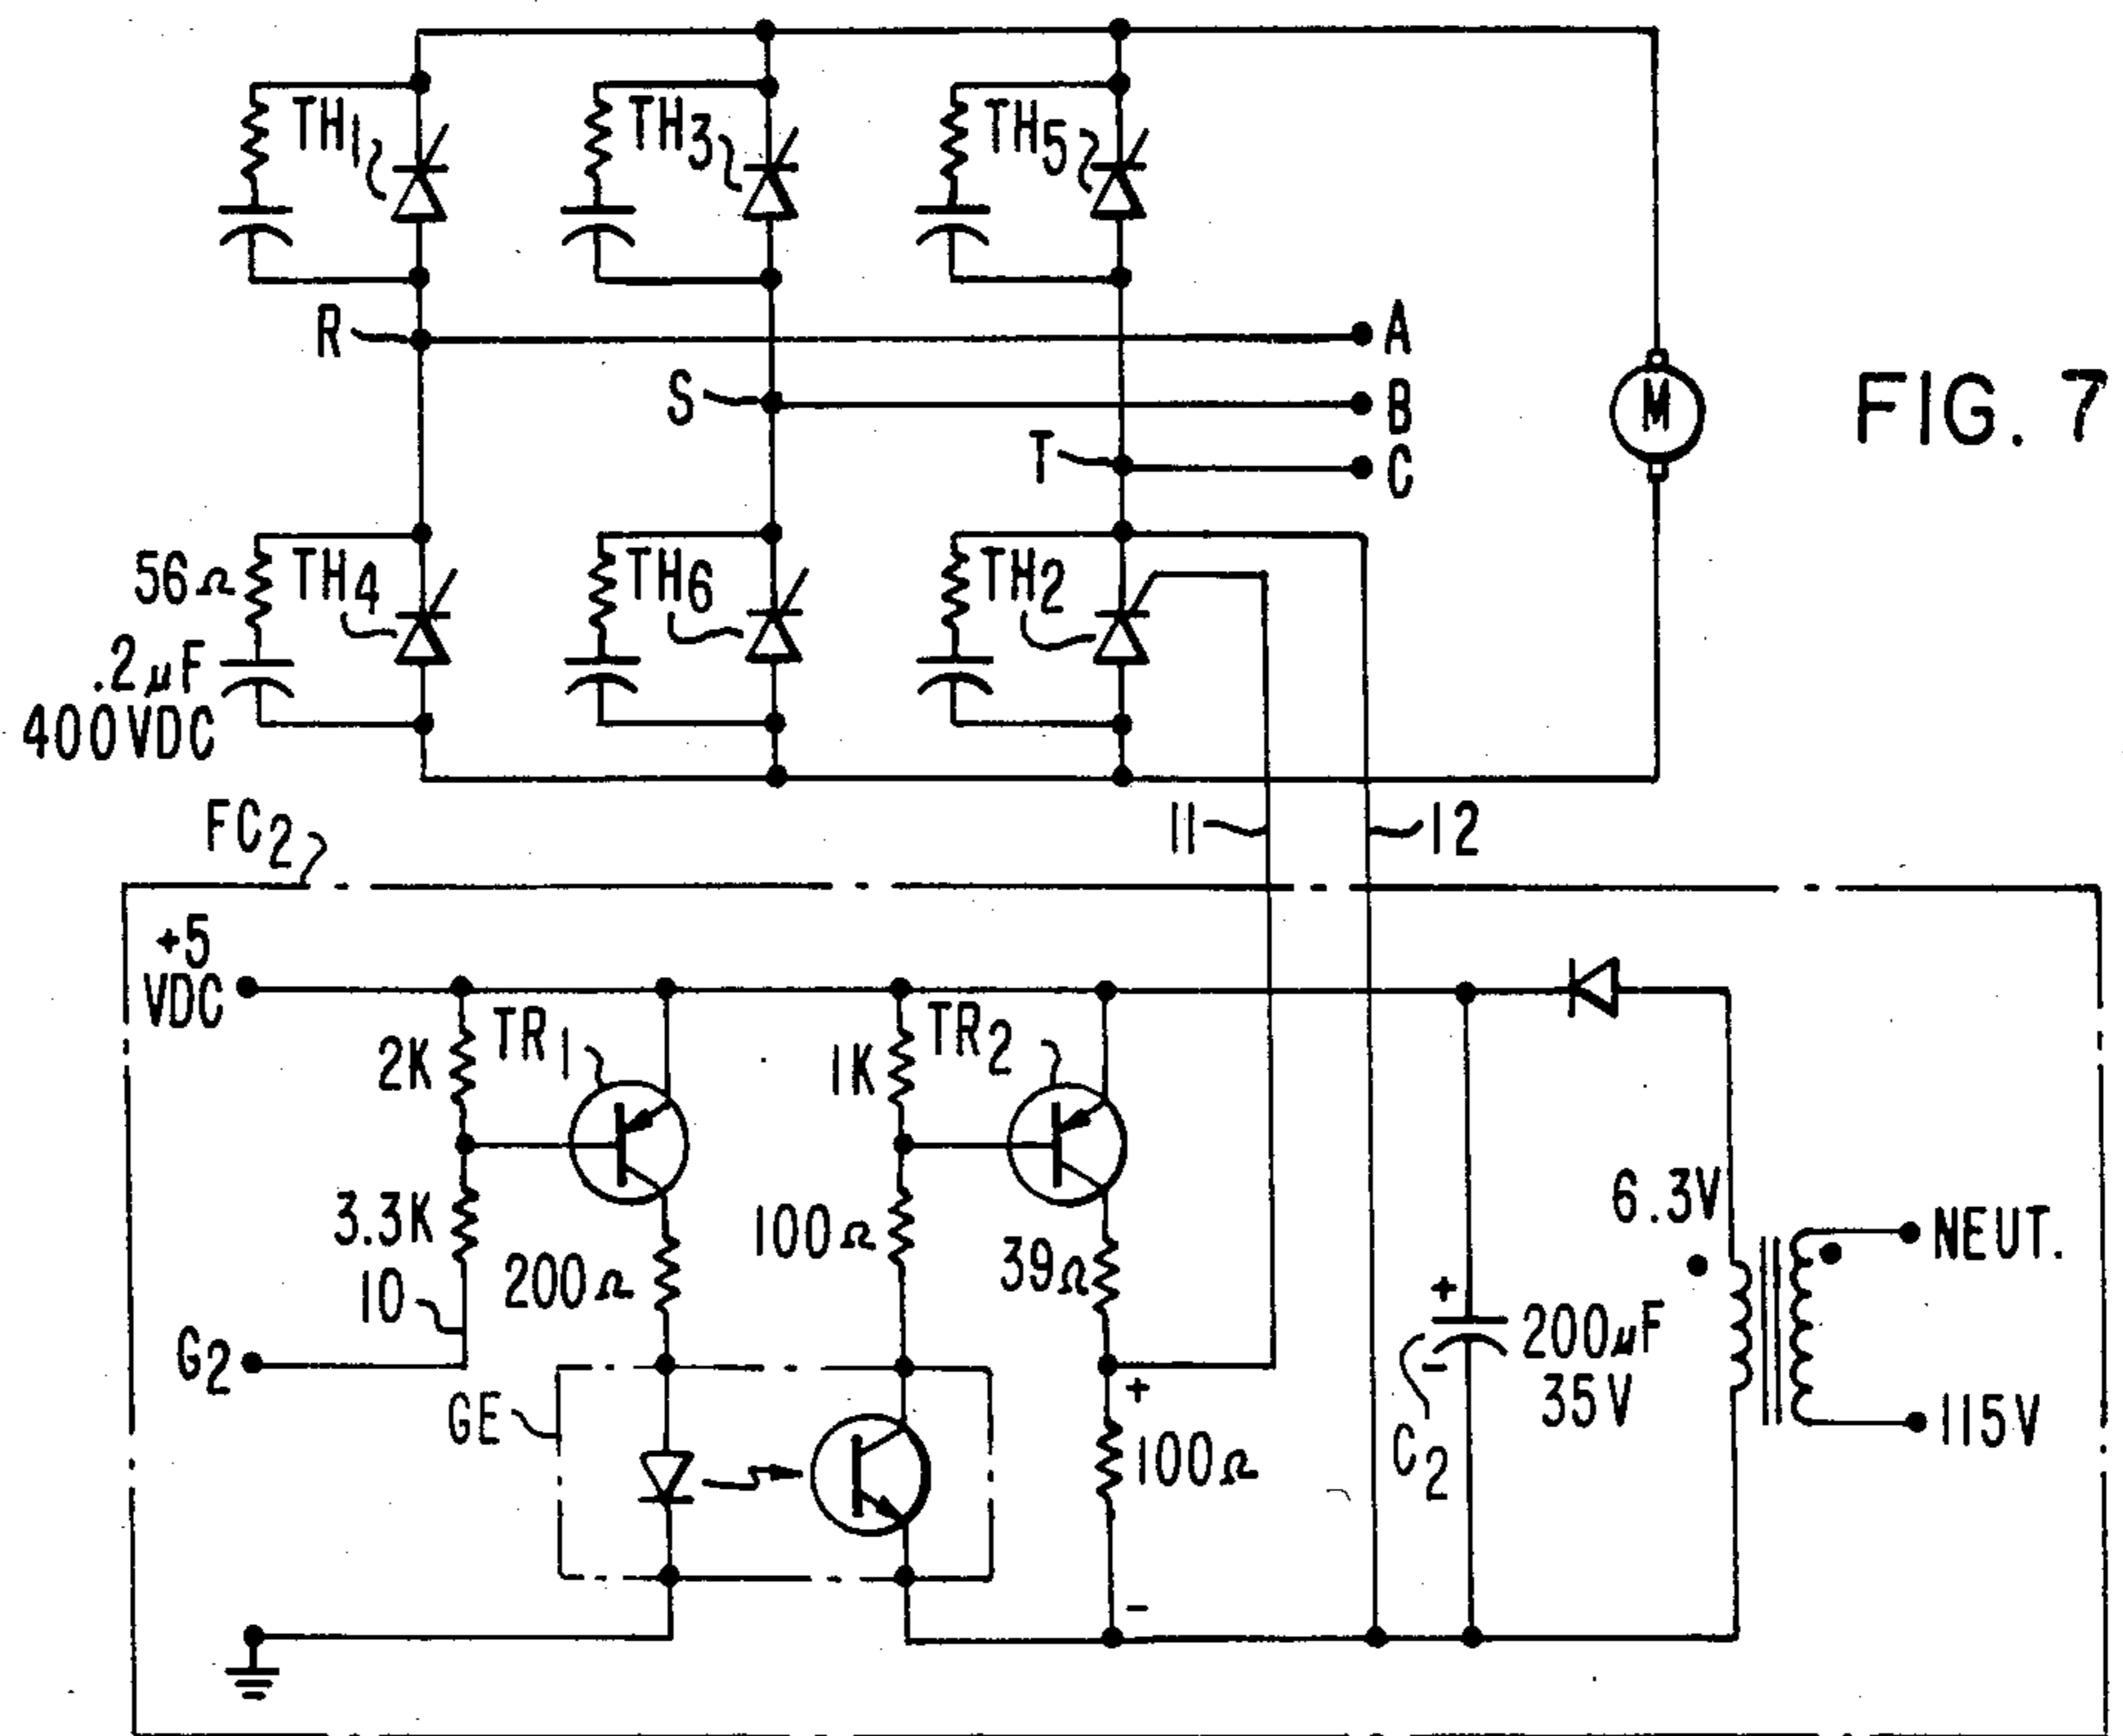 TH1
TH3
TH5
R
A
S
B
T
C
M
FIG. 7
56Ω
TH4
TH6
TH2
.2μF
400VDC
FC2
11
12
+5
VDC
2K
TR1
1K
TR2
3.3K
200Ω
100Ω
39Ω
6.3V
NEUT.
10
G2
+
200μF
35V
-
C2
115V
GE
+
100Ω
-